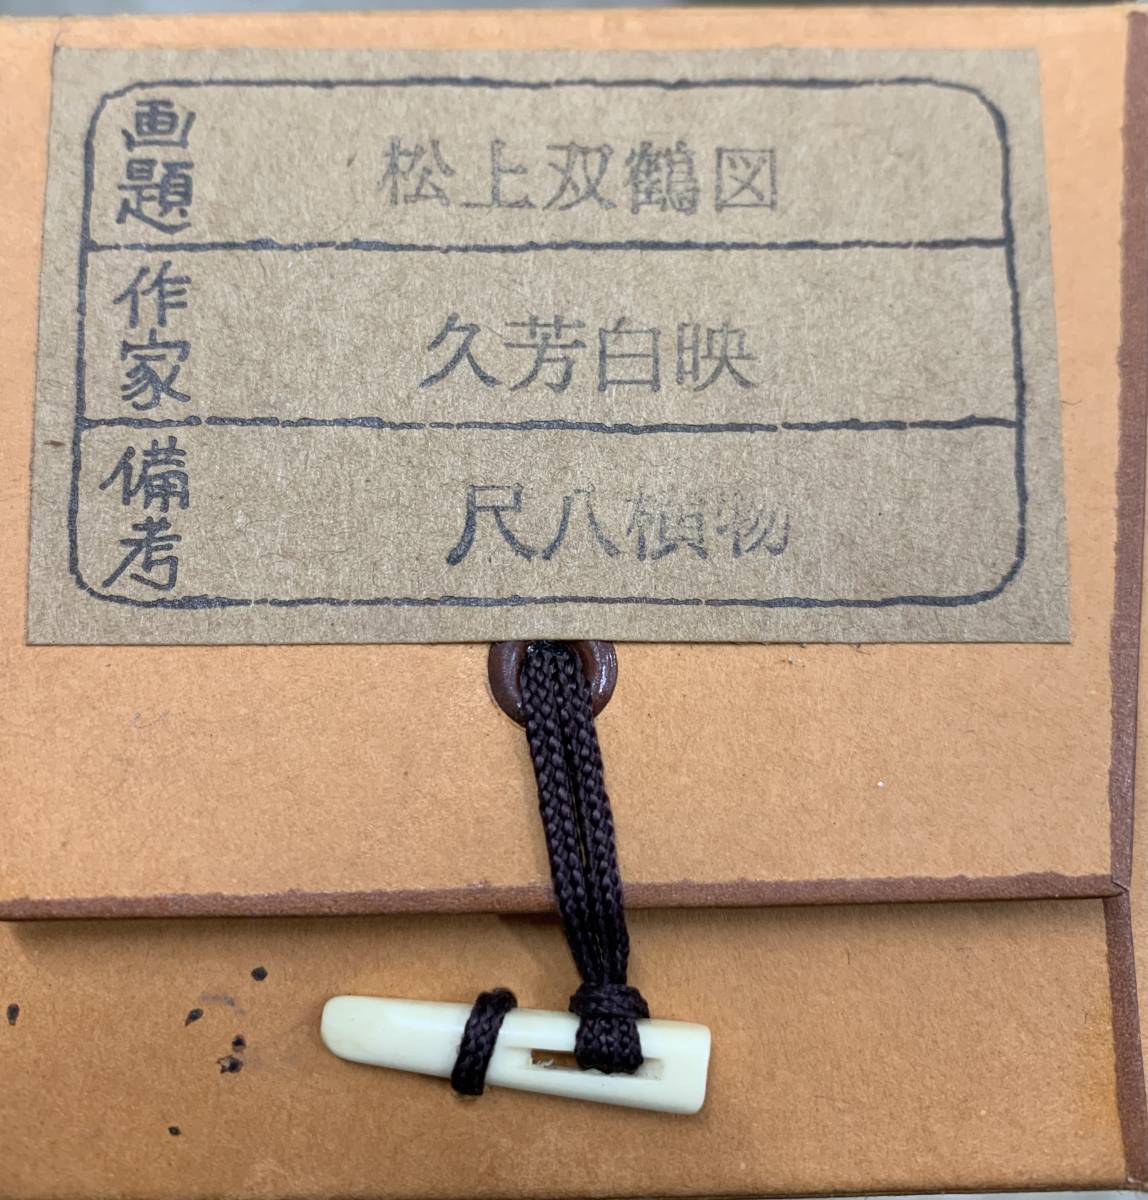 画題 松上双鶴図
作家 久芳白映
備考 尺八横物